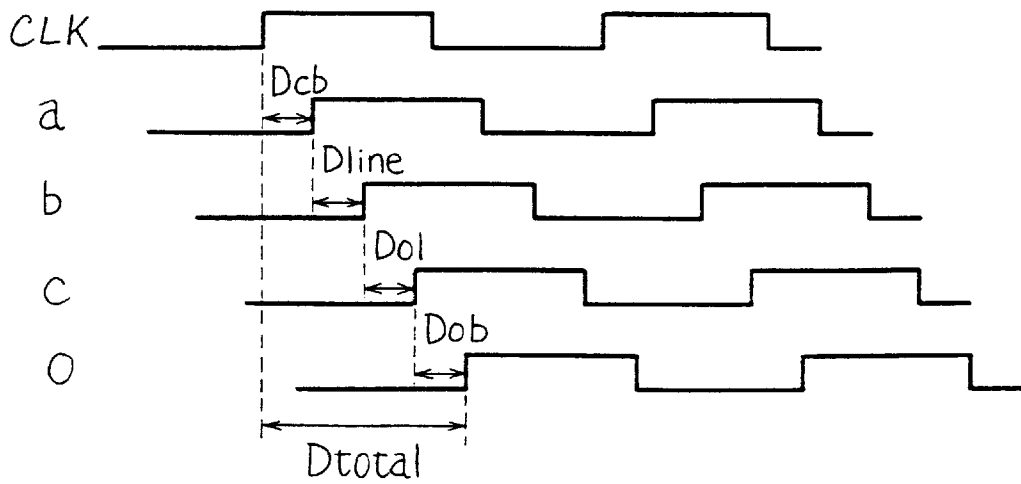 CLK
Dcb
a
Dline
b
Dol
c
Dob
O
Dtotal